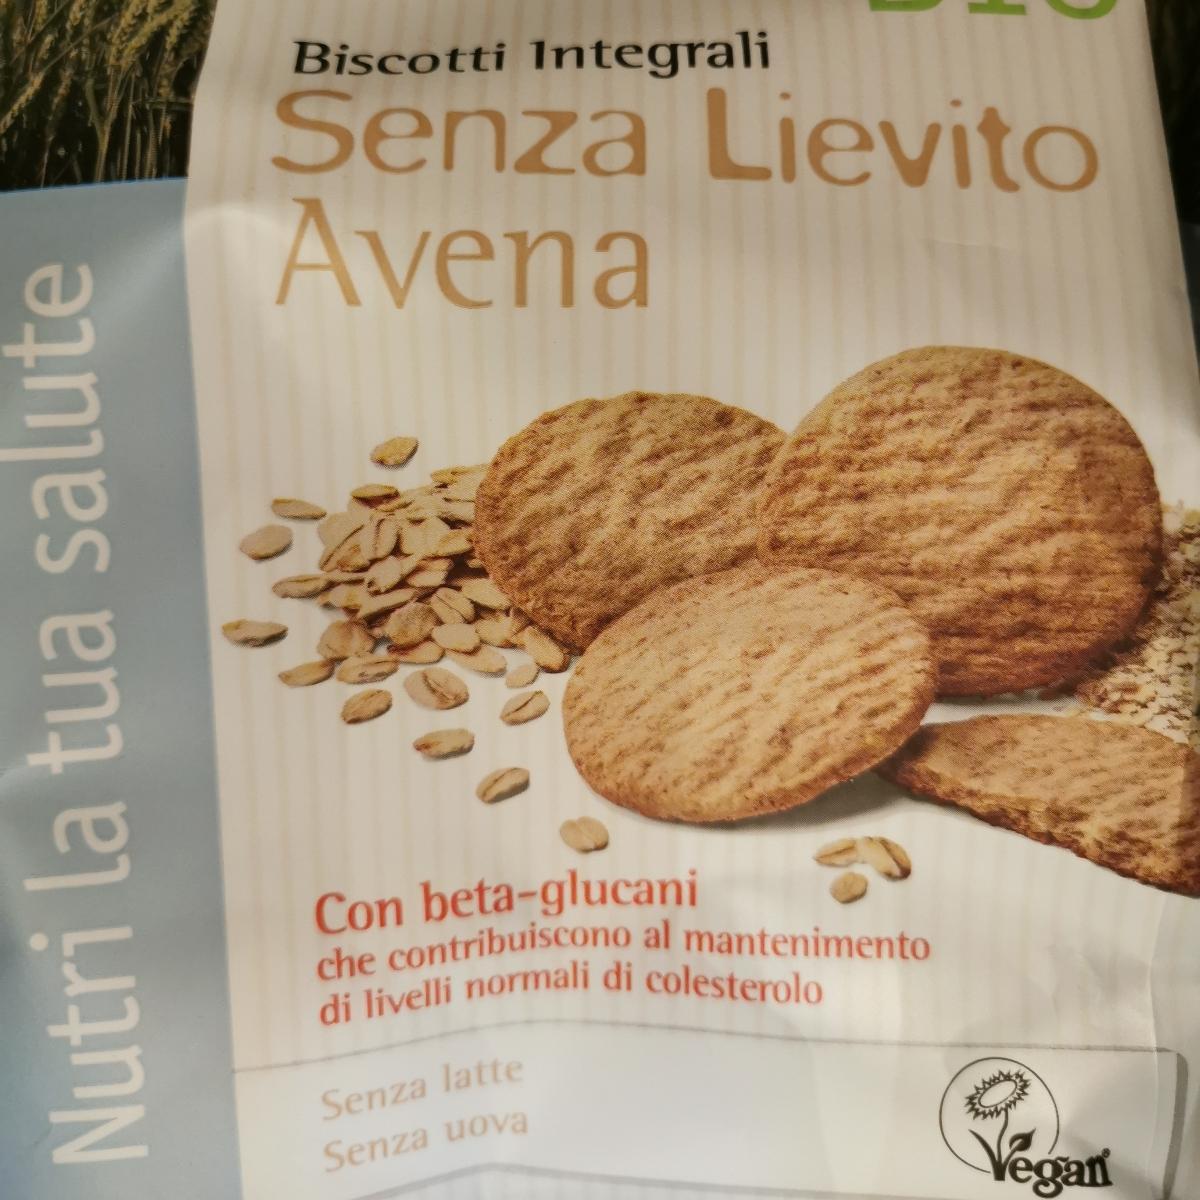 BIO
Biscotti Integrali
Senza Lievito
Avena
Nutri la tua salute
Con beta-glucani
che contribuiscono al mantenimento
di livelli normali di colesterolo
Senza latte
Senza uova
Vegan®